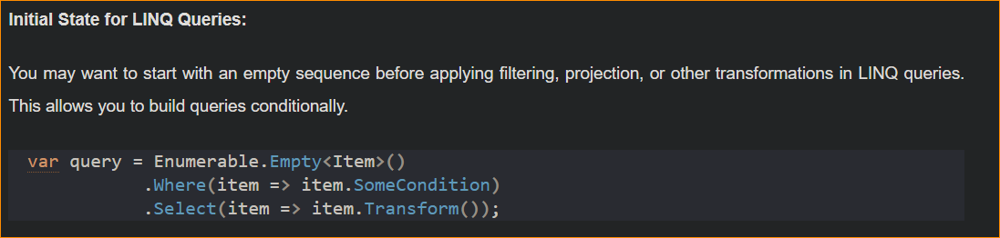 Initial State for LINQ Queries:
You may want to start with an empty sequence before applying filtering, projection, or other transformations in LINQ queries.
This allows you to build queries conditionally.
var query = Enumerable.Empty<Item>()
.Where(item => item.SomeCondition)
.Select(item => item.Transform());